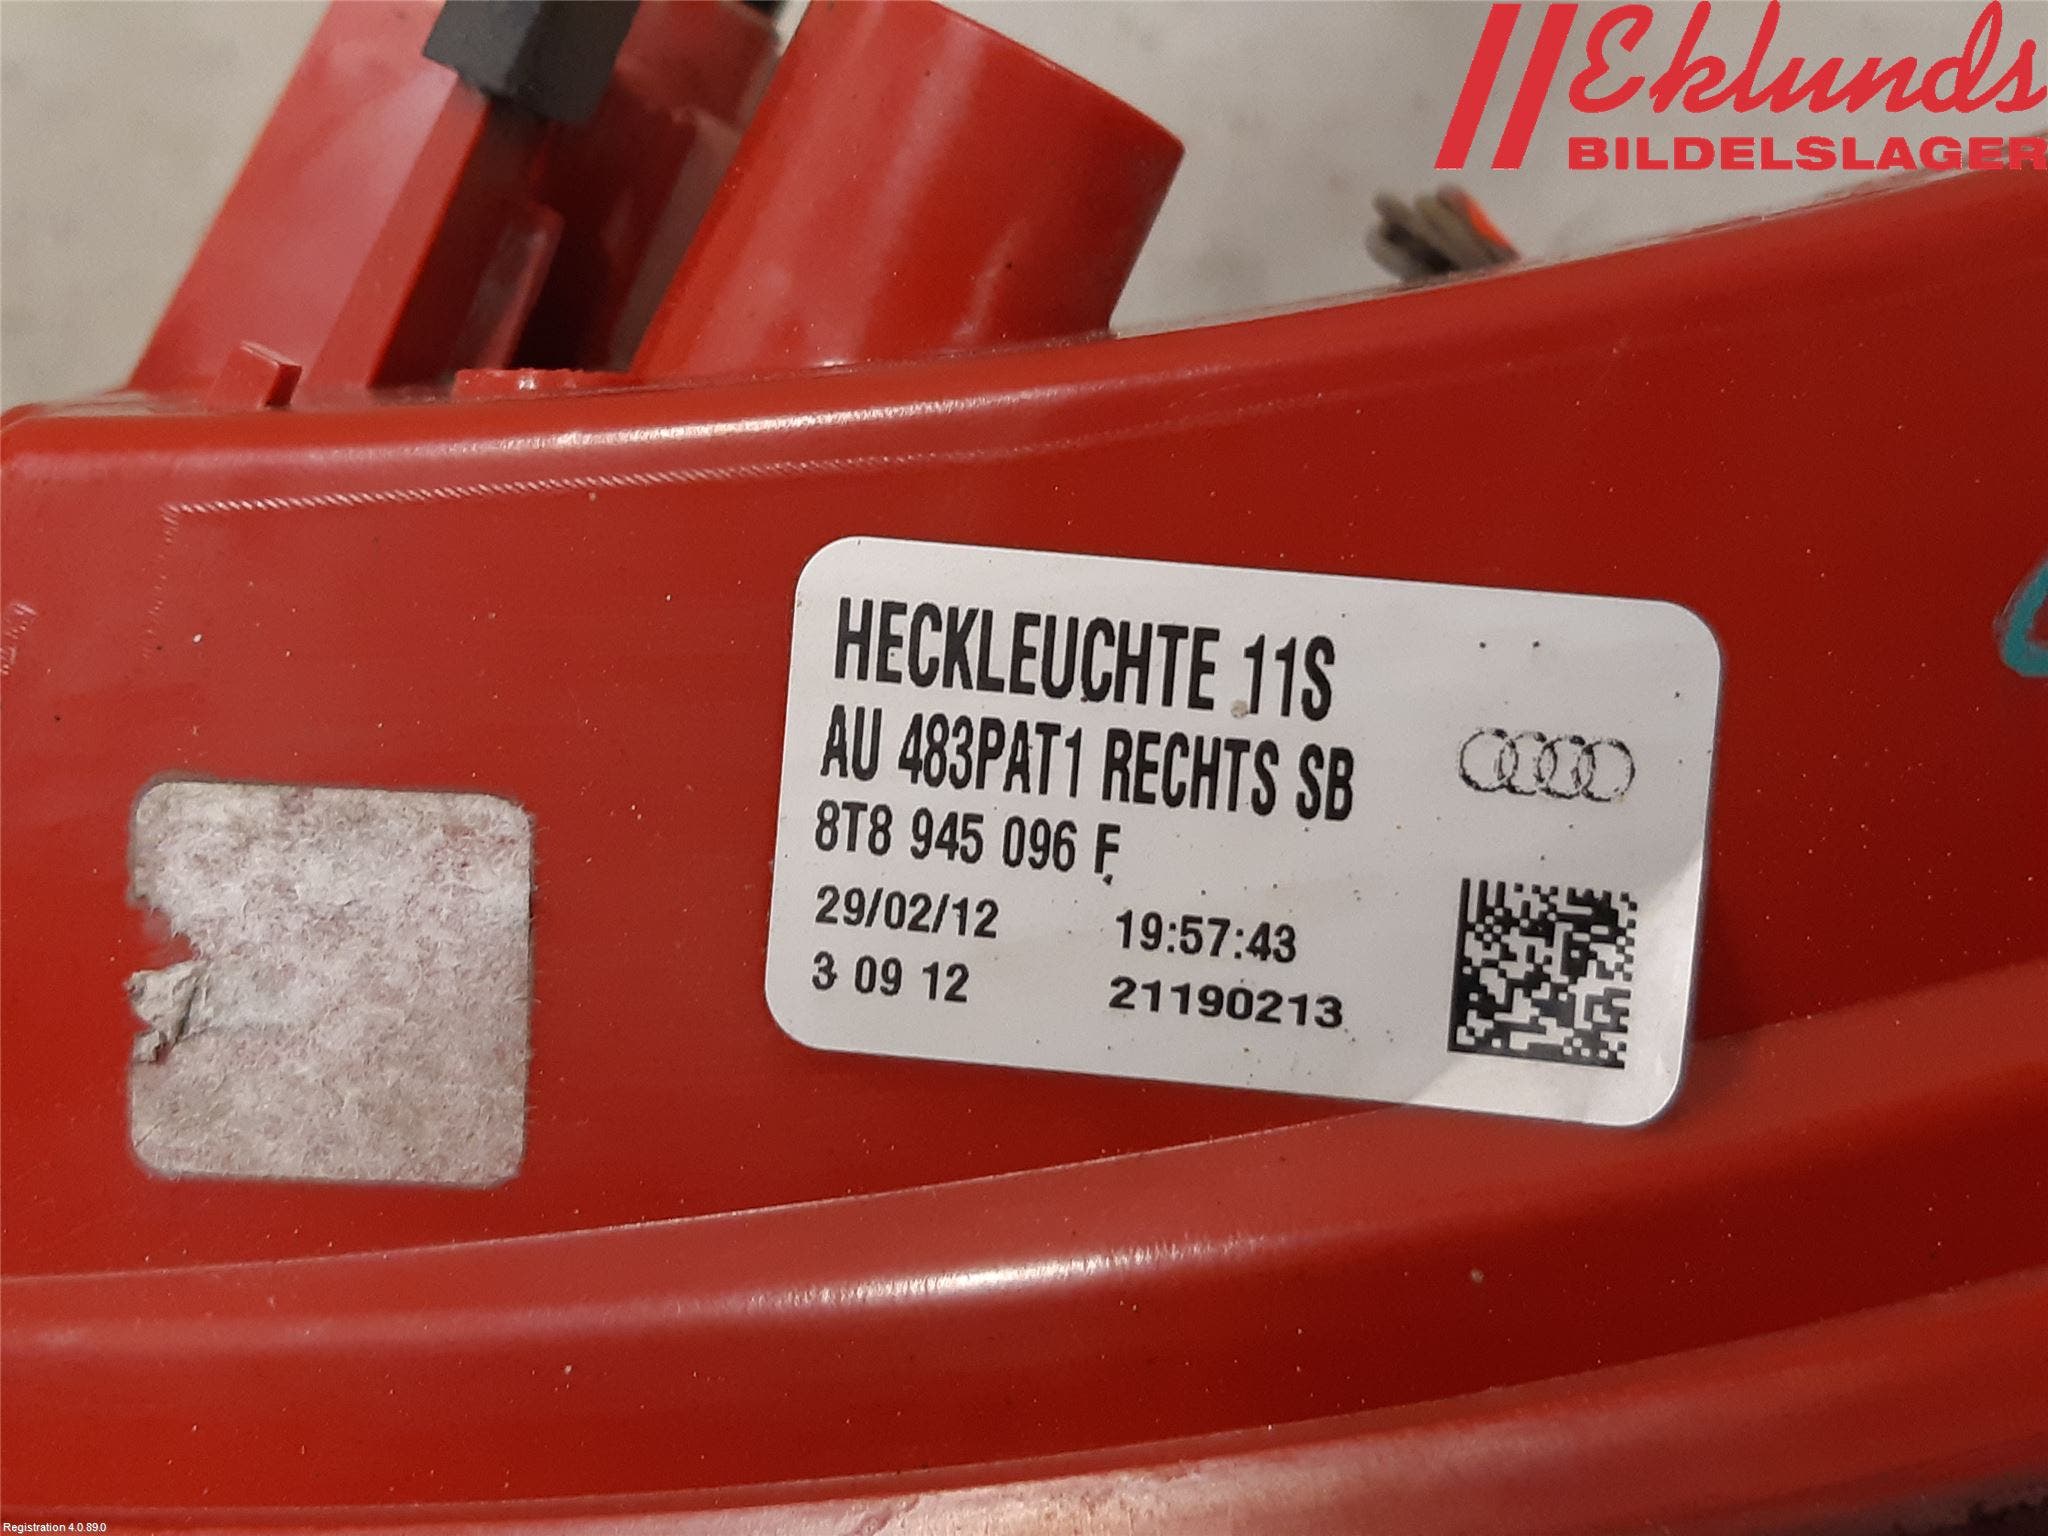 Eklunds
BILDELSLAGER
HECKLEUCHTE 11S
AU 483PAT1 RECHTS SB
8T8 945 096 F
29/02/12 19:57:43
3 09 12 21190213
Registration 4.0.89.0